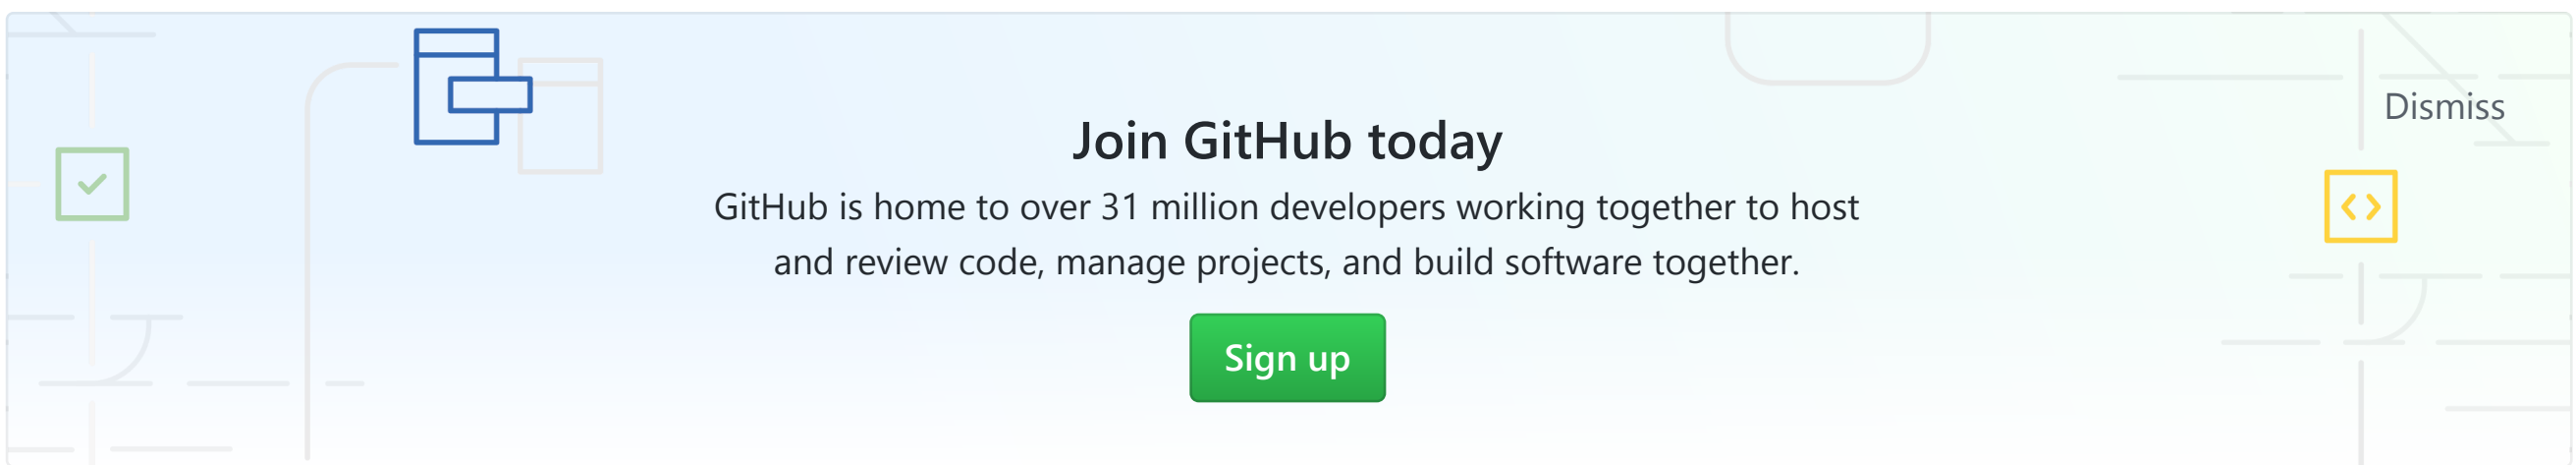 Dismiss
Join GitHub today
GitHub is home to over 31 million developers working together to host
and review code, manage projects, and build software together.
Sign up